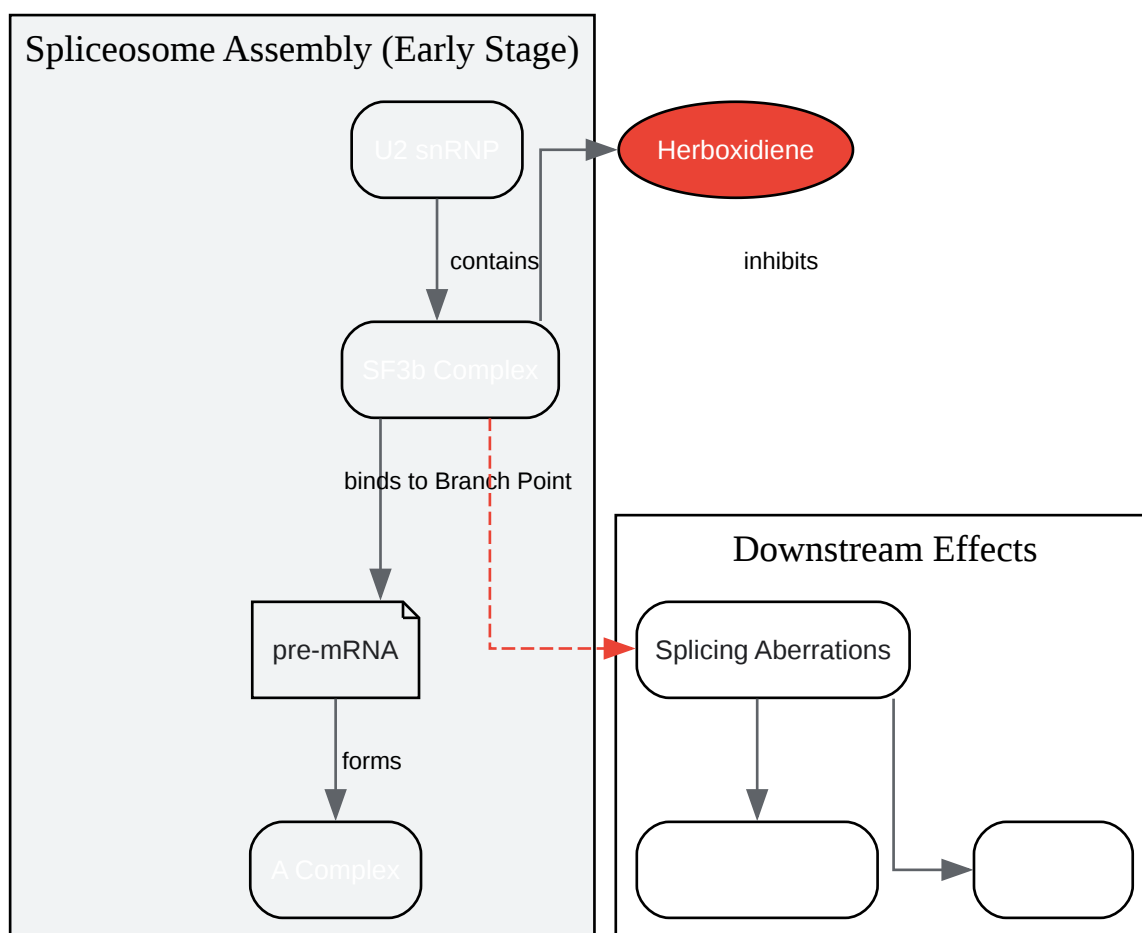 Spliceosome Assembly (Early Stage)
U2 snRNP
Herboxidiene
contains
inhibits
SF3b Complex
binds to Branch Point
Downstream Effects
pre-mRNA
Splicing Aberrations
forms
A Complex